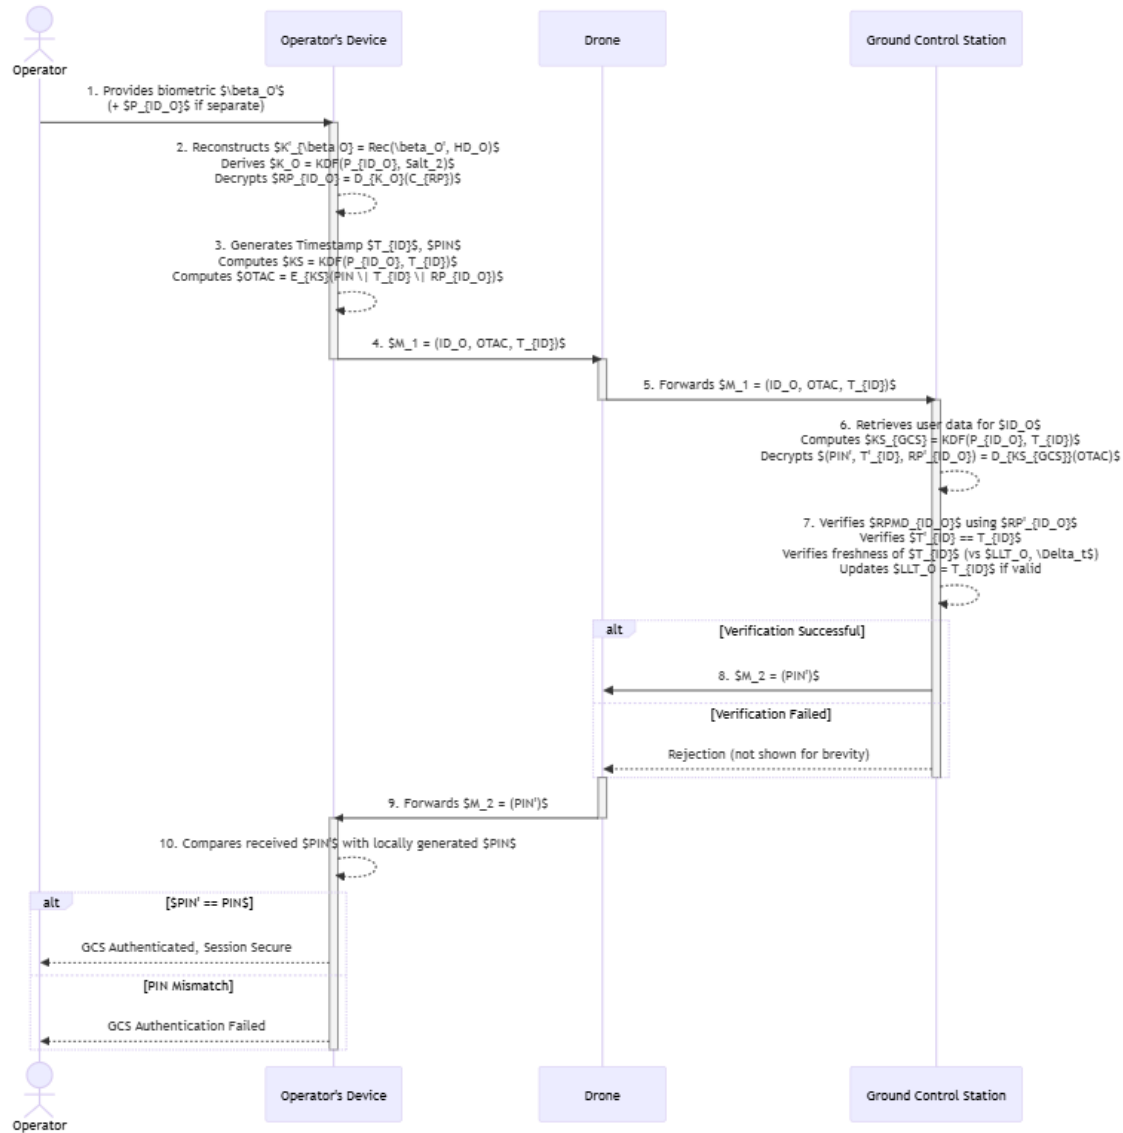 Operator
Operator's Device
Drone
Ground Control Station
1. Provides biometric $\beta_O'$
(+ $P_{ID_O}$ if separate)
2. Reconstructs $K'_{\beta_O} = Rec(\beta_O', HD_O)$
Derives $K_O = KDF(P_{ID_O}, Salt_2)$
Decrypts $RP_{ID_O} = D_{K_O}(C_{RP})$
3. Generates Timestamp $T_{ID}$, $PIN$
Computes $KS = KDF(P_{ID_O}, T_{ID})$
Computes $OTAC = E_{KS}(PIN \| T_{ID} \| RP_{ID_O})$
4. $M_1 = (ID_O, OTAC, T_{ID})$
5. Forwards $M_1 = (ID_O, OTAC, T_{ID})$
6. Retrieves user data for $ID_O$
Computes $KS_{GCS} = KDF(P_{ID_O}, T_{ID})$
Decrypts $(PIN', T'_{ID}, RP'_{ID_O}) = D_{KS_{GCS}}(OTAC)$
7. Verifies $RPMD_{ID_O}$ using $RP'_{ID_O}$
Verifies $T'_{ID} == T_{ID}$
Verifies freshness of $T_{ID}$ (vs $LLT_O, \Delta_t$)
Updates $LLT_O = T_{ID}$ if valid
alt
[Verification Successful]
8. $M_2 = (PIN')$
[Verification Failed]
Rejection (not shown for brevity)
9. Forwards $M_2 = (PIN')$
10. Compares received $PIN'$ with locally generated $PIN$
alt
[$PIN' == PIN$]
GCS Authenticated, Session Secure
[PIN Mismatch]
GCS Authentication Failed
Operator
Operator's Device
Drone
Ground Control Station